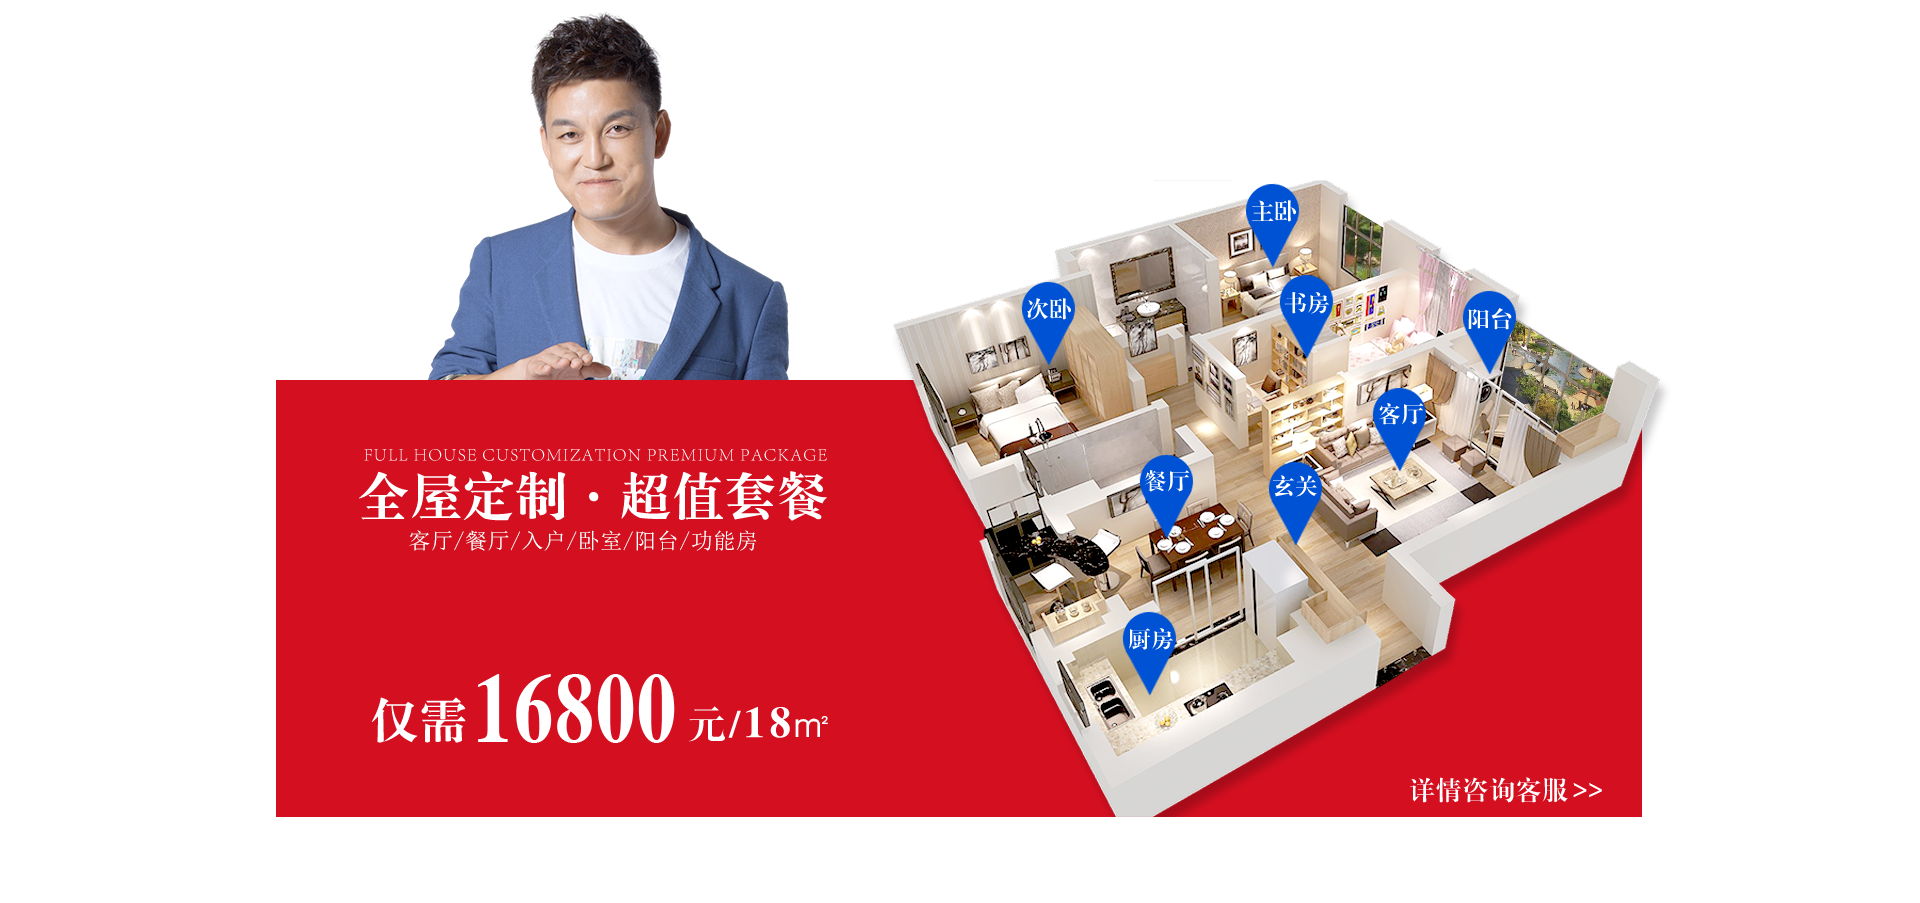 FULL HOUSE CUSTOMIZATION PREMIUM PACKAGE
全屋定制·超值套餐
客厅/餐厅/入户/卧室/阳台/功能房
仅需16800元/18㎡
主卧
次卧
书房
阳台
客厅
餐厅
玄关
厨房
详情咨询客服>>